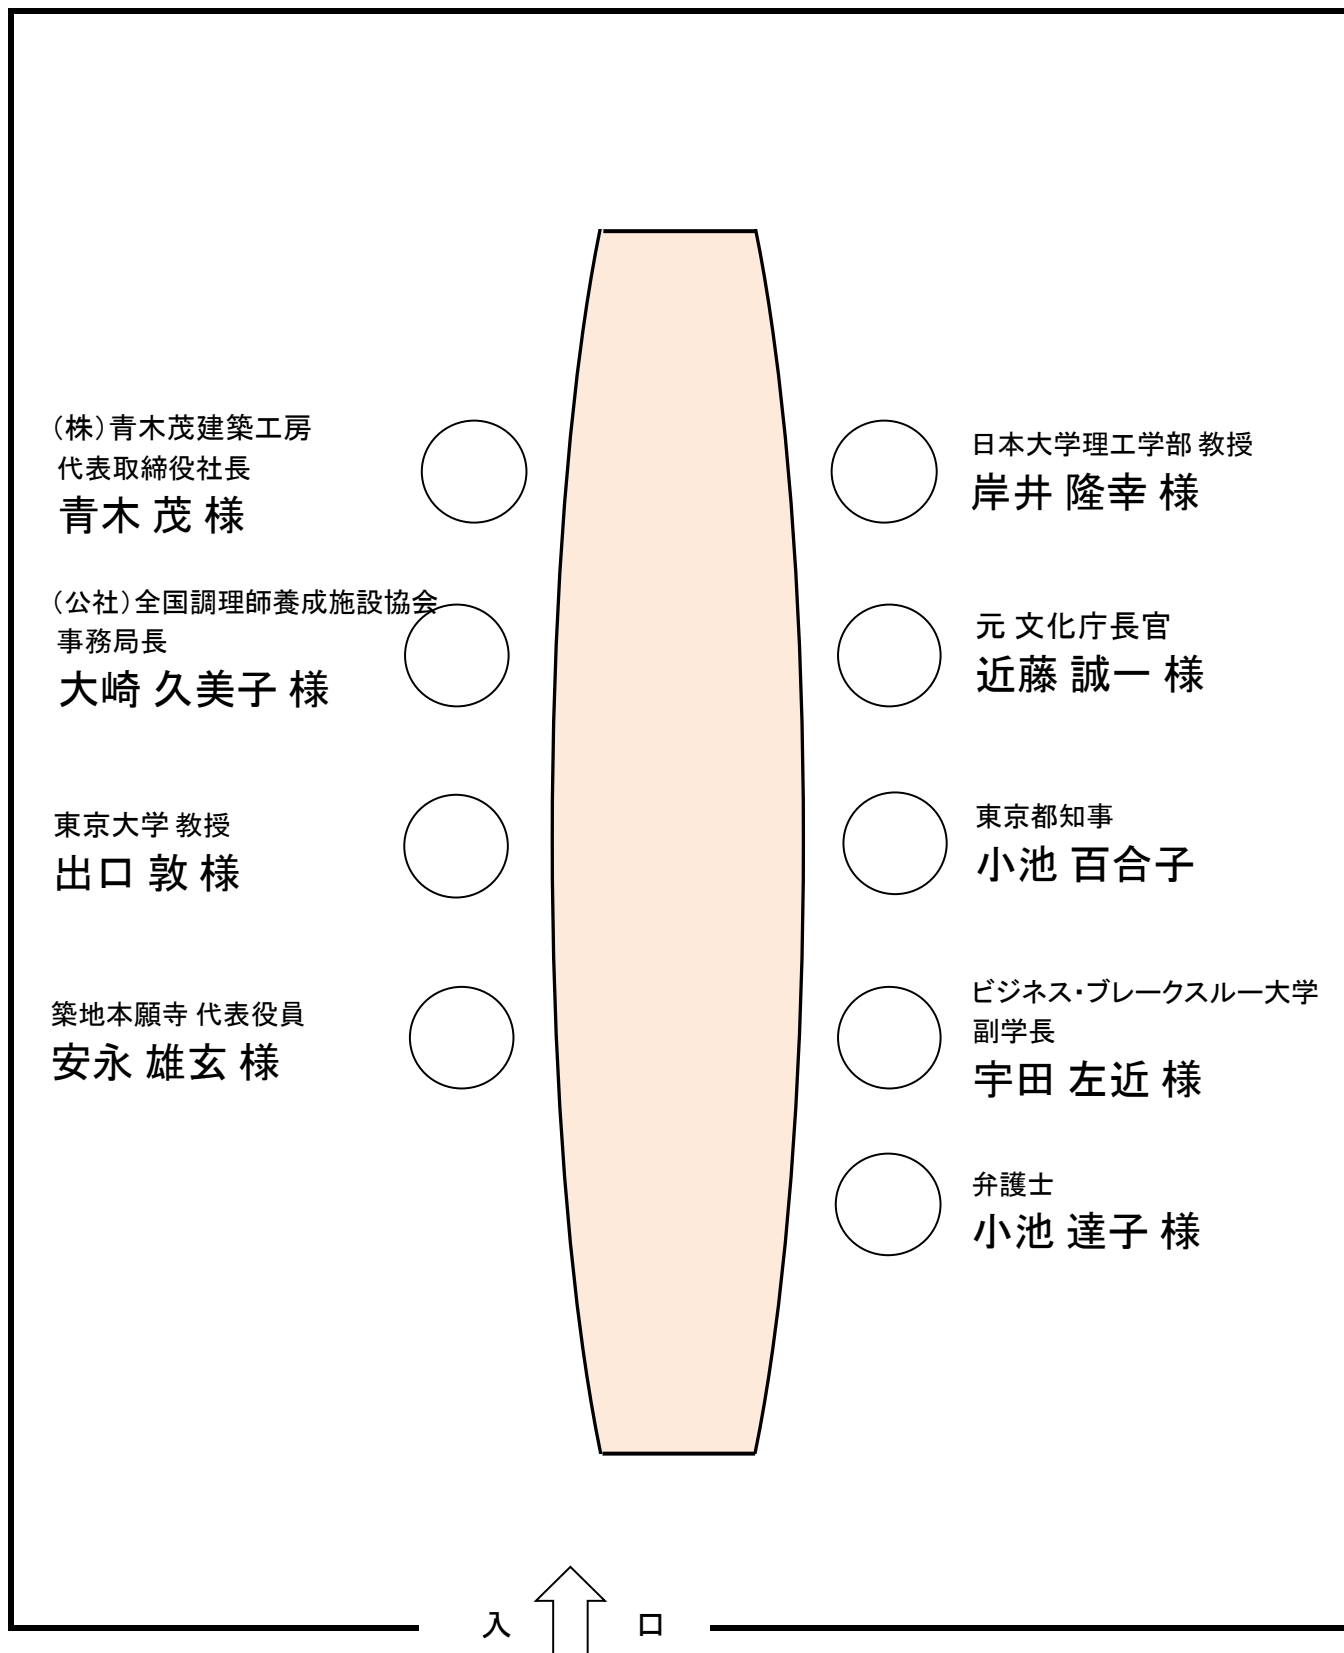 （株）青木茂建築工房
代表取締役社長
青木 茂 様
（公社）全国調理師養成施設協会
事務局長
大崎 久美子 様
東京大学 教授
出口 敦 様
築地本願寺 代表役員
安永 雄玄 様
日本大学理工学部 教授
岸井 隆幸 様
元 文化庁長官
近藤 誠一 様
東京都知事
小池 百合子
ビジネス・ブレークスルー大学
副学長
宇田 左近 様
弁護士
小池 達子 様
入 口